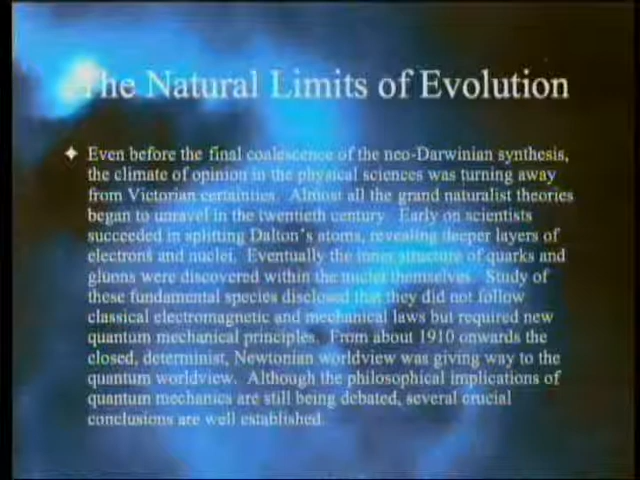 The Natural Limits of Evolution
Even before the final coalescence of the neo-Darwinian synthesis,
the climate of opinion in the physical sciences was turning away
from Victorian certainties. Almost all the grand naturalist theories
began to unravel in the twentieth century. Early on scientists
succeeded in splitting Dalton's atoms, revealing deeper layers of
electrons and nuclei. Eventually the inner structure of quarks and
gluons were discovered within the nuclei themselves. Study of
these fundamental species disclosed that they did not follow
classical electromagnetic and mechanical laws but required new
quantum mechanical principles. From about 1910 onwards the
closed, determinist, Newtonian worldview was giving way to the
quantum worldview. Although the philosophical implications of
quantum mechanics are still being debated, several crucial
conclusions are well established.